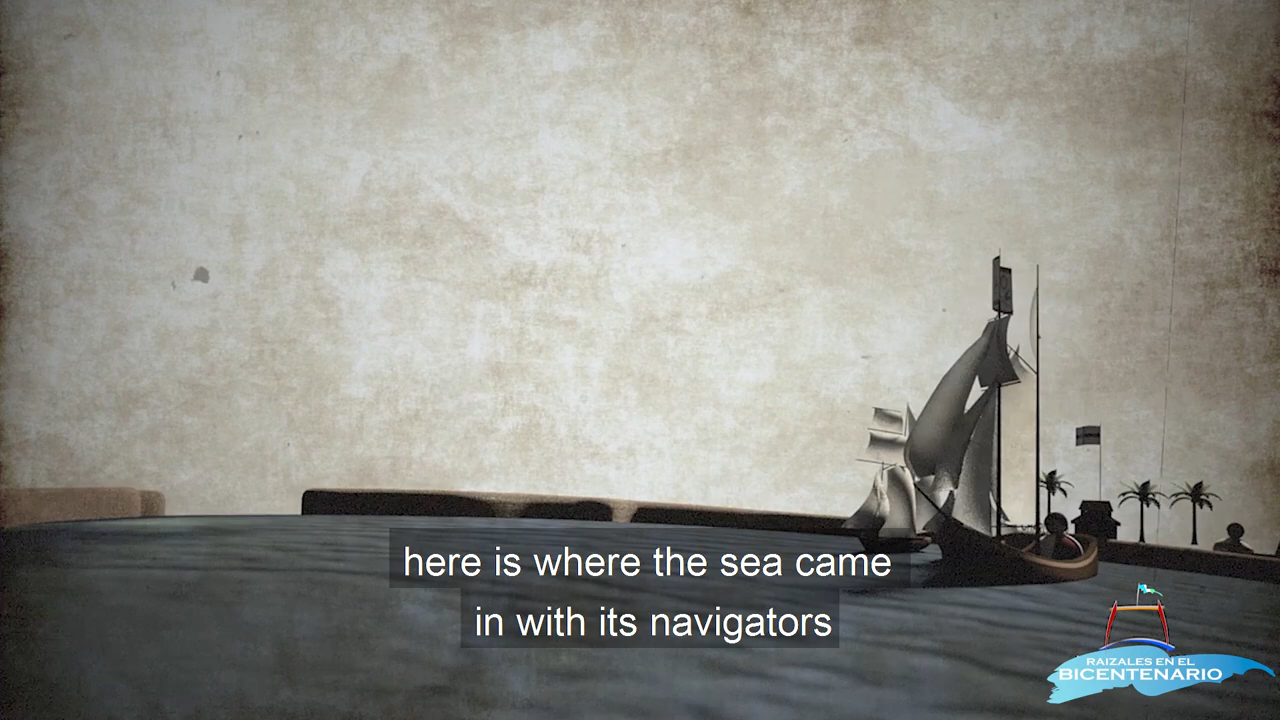 here is where the sea came
in with its navigators
RAIZALES EN EL
BICENTENARIO